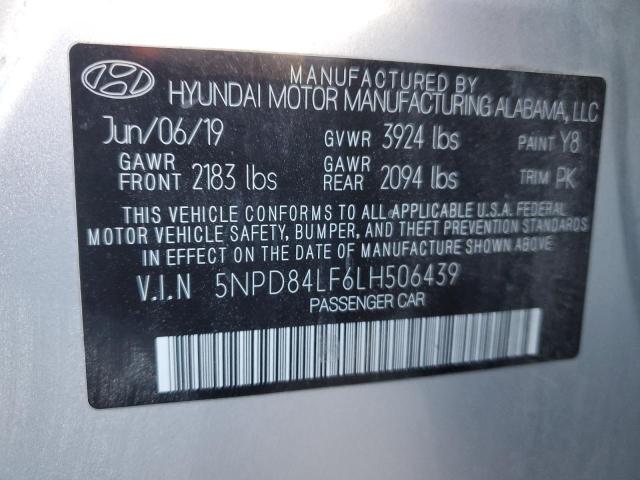 MANUFACTURED BY
HYUNDAI MOTOR MANUFACTURING ALABAMA, LLC
Jun/06/19 GVWR 3924 lbs PAINT Y8
GAWR FRONT 2183 lbs GAWR REAR 2094 lbs TRIM PK
THIS VEHICLE CONFORMS TO ALL APPLICABLE U.S.A. FEDERAL
MOTOR VEHICLE SAFETY, BUMPER, AND THEFT PREVENTION STANDARDS
IN EFFECT ON THE DATE OF MANUFACTURE SHOWN ABOVE.
V.I.N 5NPD84LF6LH506439
PASSENGER CAR